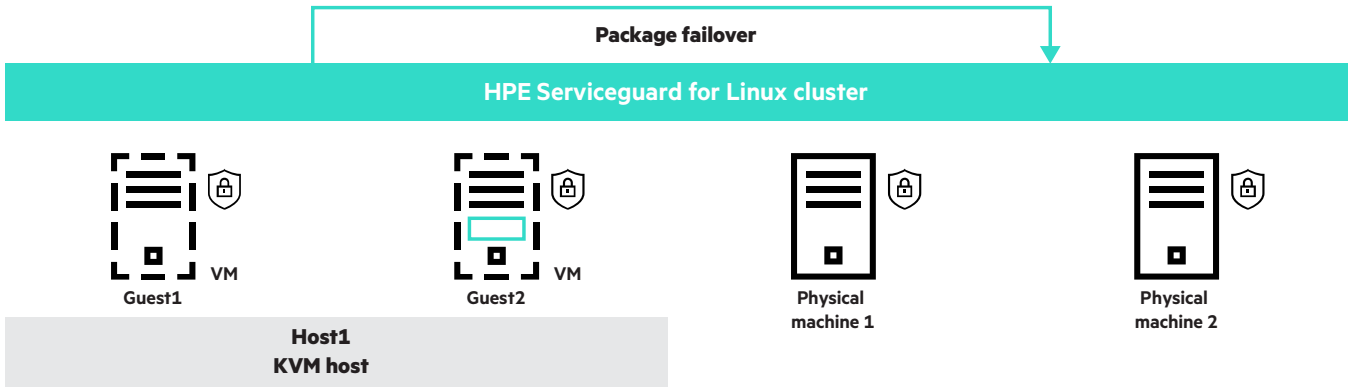 Package failover
HPE Serviceguard for Linux cluster
VM
VM
Guest1
Guest2
Physical
machine 1
Physical
machine 2
Host1
KVM host